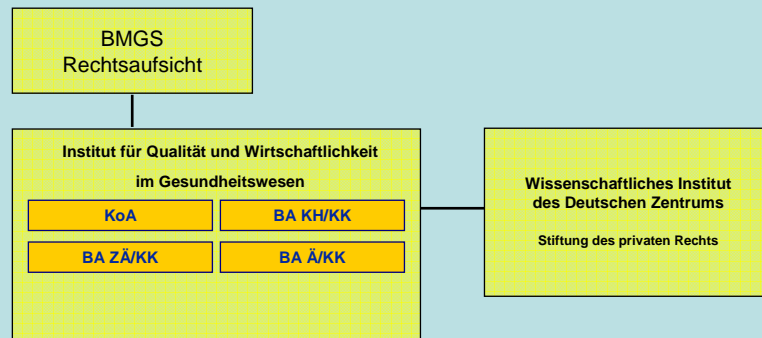 BMGS
Rechtsaufsicht
Institut für Qualität und Wirtschaftlichkeit
im Gesundheitswesen
KoA
BA KH/KK
BA ZÄ/KK
BA Ä/KK
Wissenschaftliches Institut
des Deutschen Zentrums
Stiftung des privaten Rechts